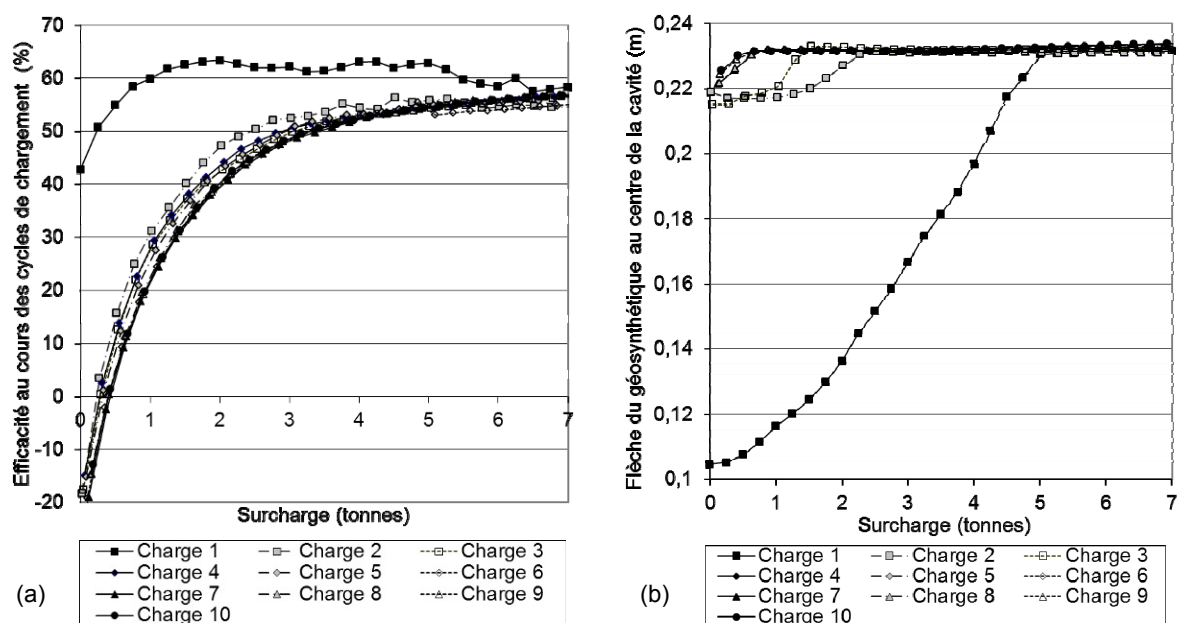 Efficacité au cours des cycles de chargement (%)
70
60
50
40
30
20
10
0
-10
-20
0 1 2 3 4 5 6 7
Surcharge (tonnes)
Charge 1 Charge 2 Charge 3
Charge 4 Charge 5 Charge 6
Charge 7 Charge 8 Charge 9
Charge 10
(a)
Flèche du géosynthétique au centre de la cavité (m)
0,24
0,22
0,2
0,18
0,16
0,14
0,12
0,1
0 1 2 3 4 5 6 7
Surcharge (tonnes)
Charge 1 Charge 2 Charge 3
Charge 4 Charge 5 Charge 6
Charge 7 Charge 8 Charge 9
Charge 10
(b)